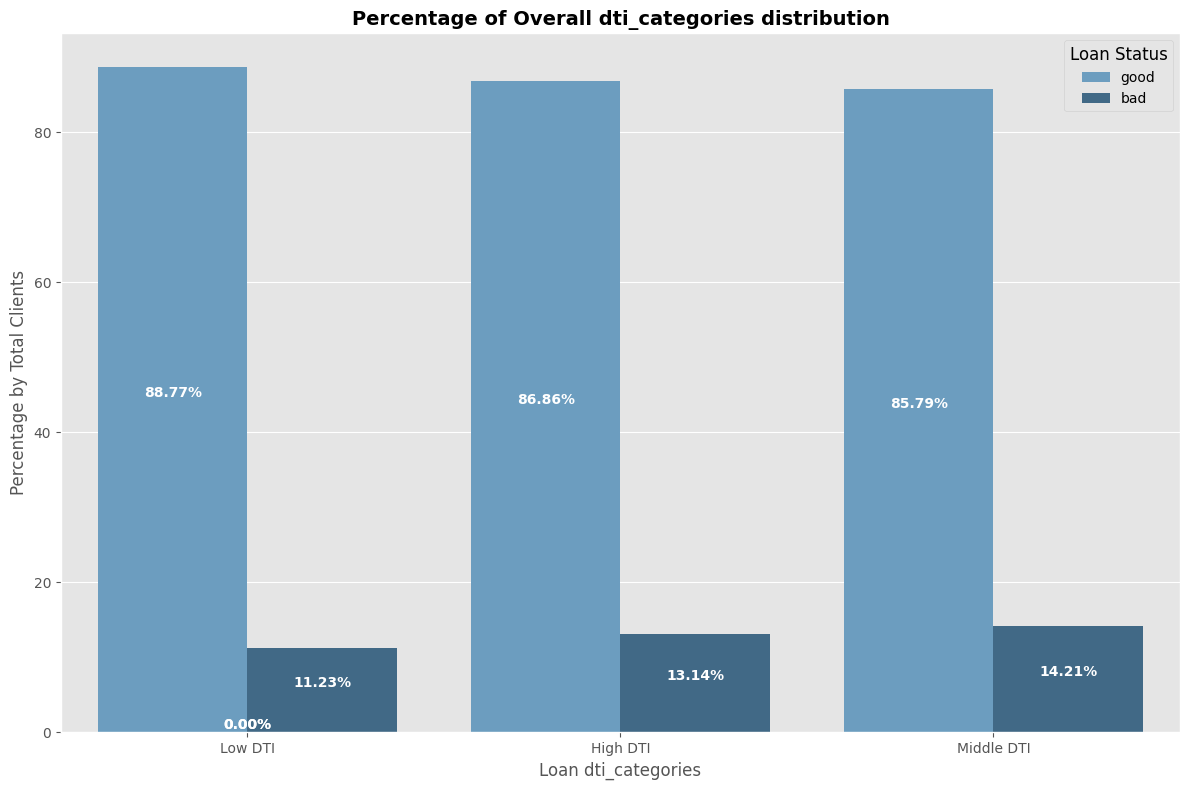 Percentage of Overall dti_categories distribution
Loan Status
good
bad
Percentage by Total Clients
80
60
40
20
0
88.77%
86.86%
85.79%
11.23%
13.14%
14.21%
0.00%
Low DTI
High DTI
Middle DTI
Loan dti_categories